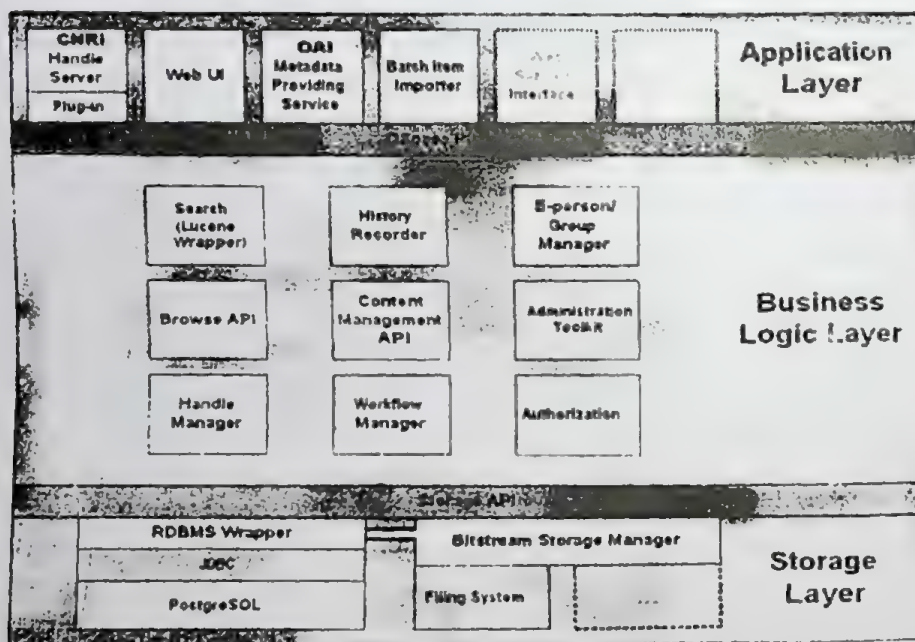 CNRI
Handle
Server
Plug-in
Web UI
OAI
Metadata
Providing
Service
Batch Item
Importer
Interface
Application
Layer
Search
(Lucene
Wrapper)
History
Recorder
E-person/
Group
Manager
Browse API
Content
Management
API
Administration
Toolkit
Business
Logic Layer
Handle
Manager
Workflow
Manager
Authorization
Storage API
RDBMS Wrapper
JDBC
PostgreSQL
Bitstream Storage Manager
Filing System
...
Storage
Layer